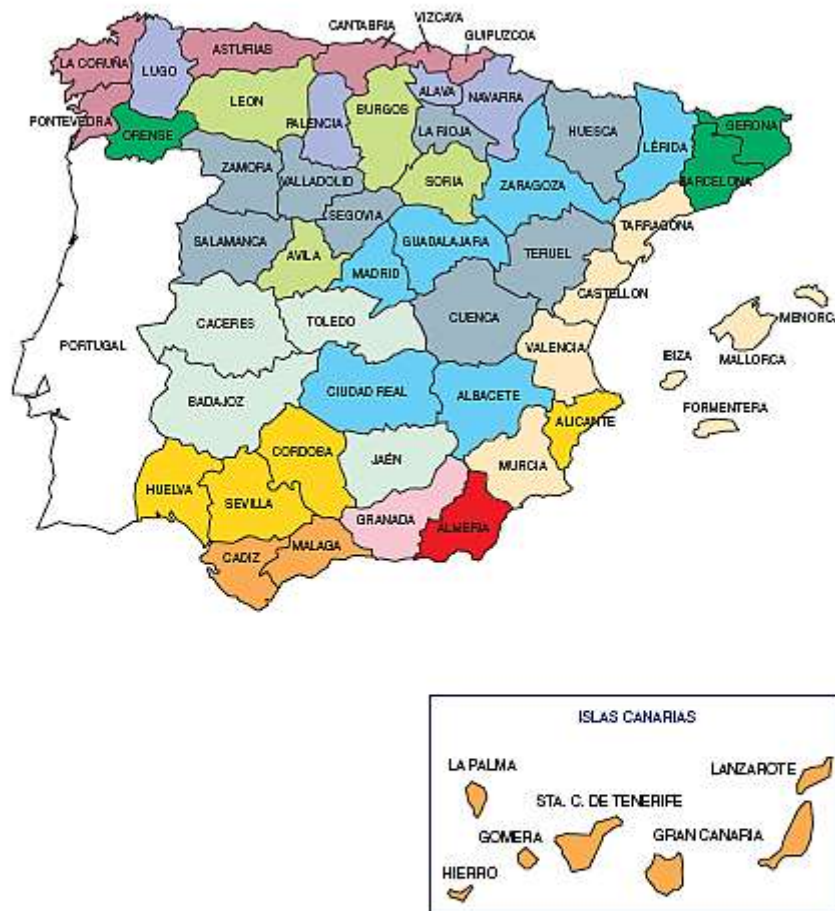 CANTABRIA
VIZCAYA
GUIPUZCOA
LA CORUÑA
LUGO
ASTURIAS
LEON
PALENCIA
BURGOS
ALAVA
NAVARRA
LA RIOJA
HUESCA
LÉRIDA
GERONA
BARCELONA
PONTEVEDRA
ORENSE
ZAMORA
VALLADOLID
SORIA
ZARAGOZA
SEGOVIA
TARRAGONA
SALAMANCA
AVILA
MADRID
GUADALAJARA
TERUEL
CASTELLON
MENORCA
CACERES
TOLEDO
CUENCA
VALENCIA
IBIZA
MALLORCA
PORTUGAL
BADAJOZ
CIUDAD REAL
ALBACETE
ALICANTE
FORMENTERA
CORDOBA
JAÉN
MURCIA
HUELVA
SEVILLA
GRANADA
ALMERIA
CADIZ
MALAGA
ISLAS CANARIAS
LA PALMA
LANZAROTE
STA. C. DE TENERIFE
GOMERA
GRAN CANARIA
HIERRO